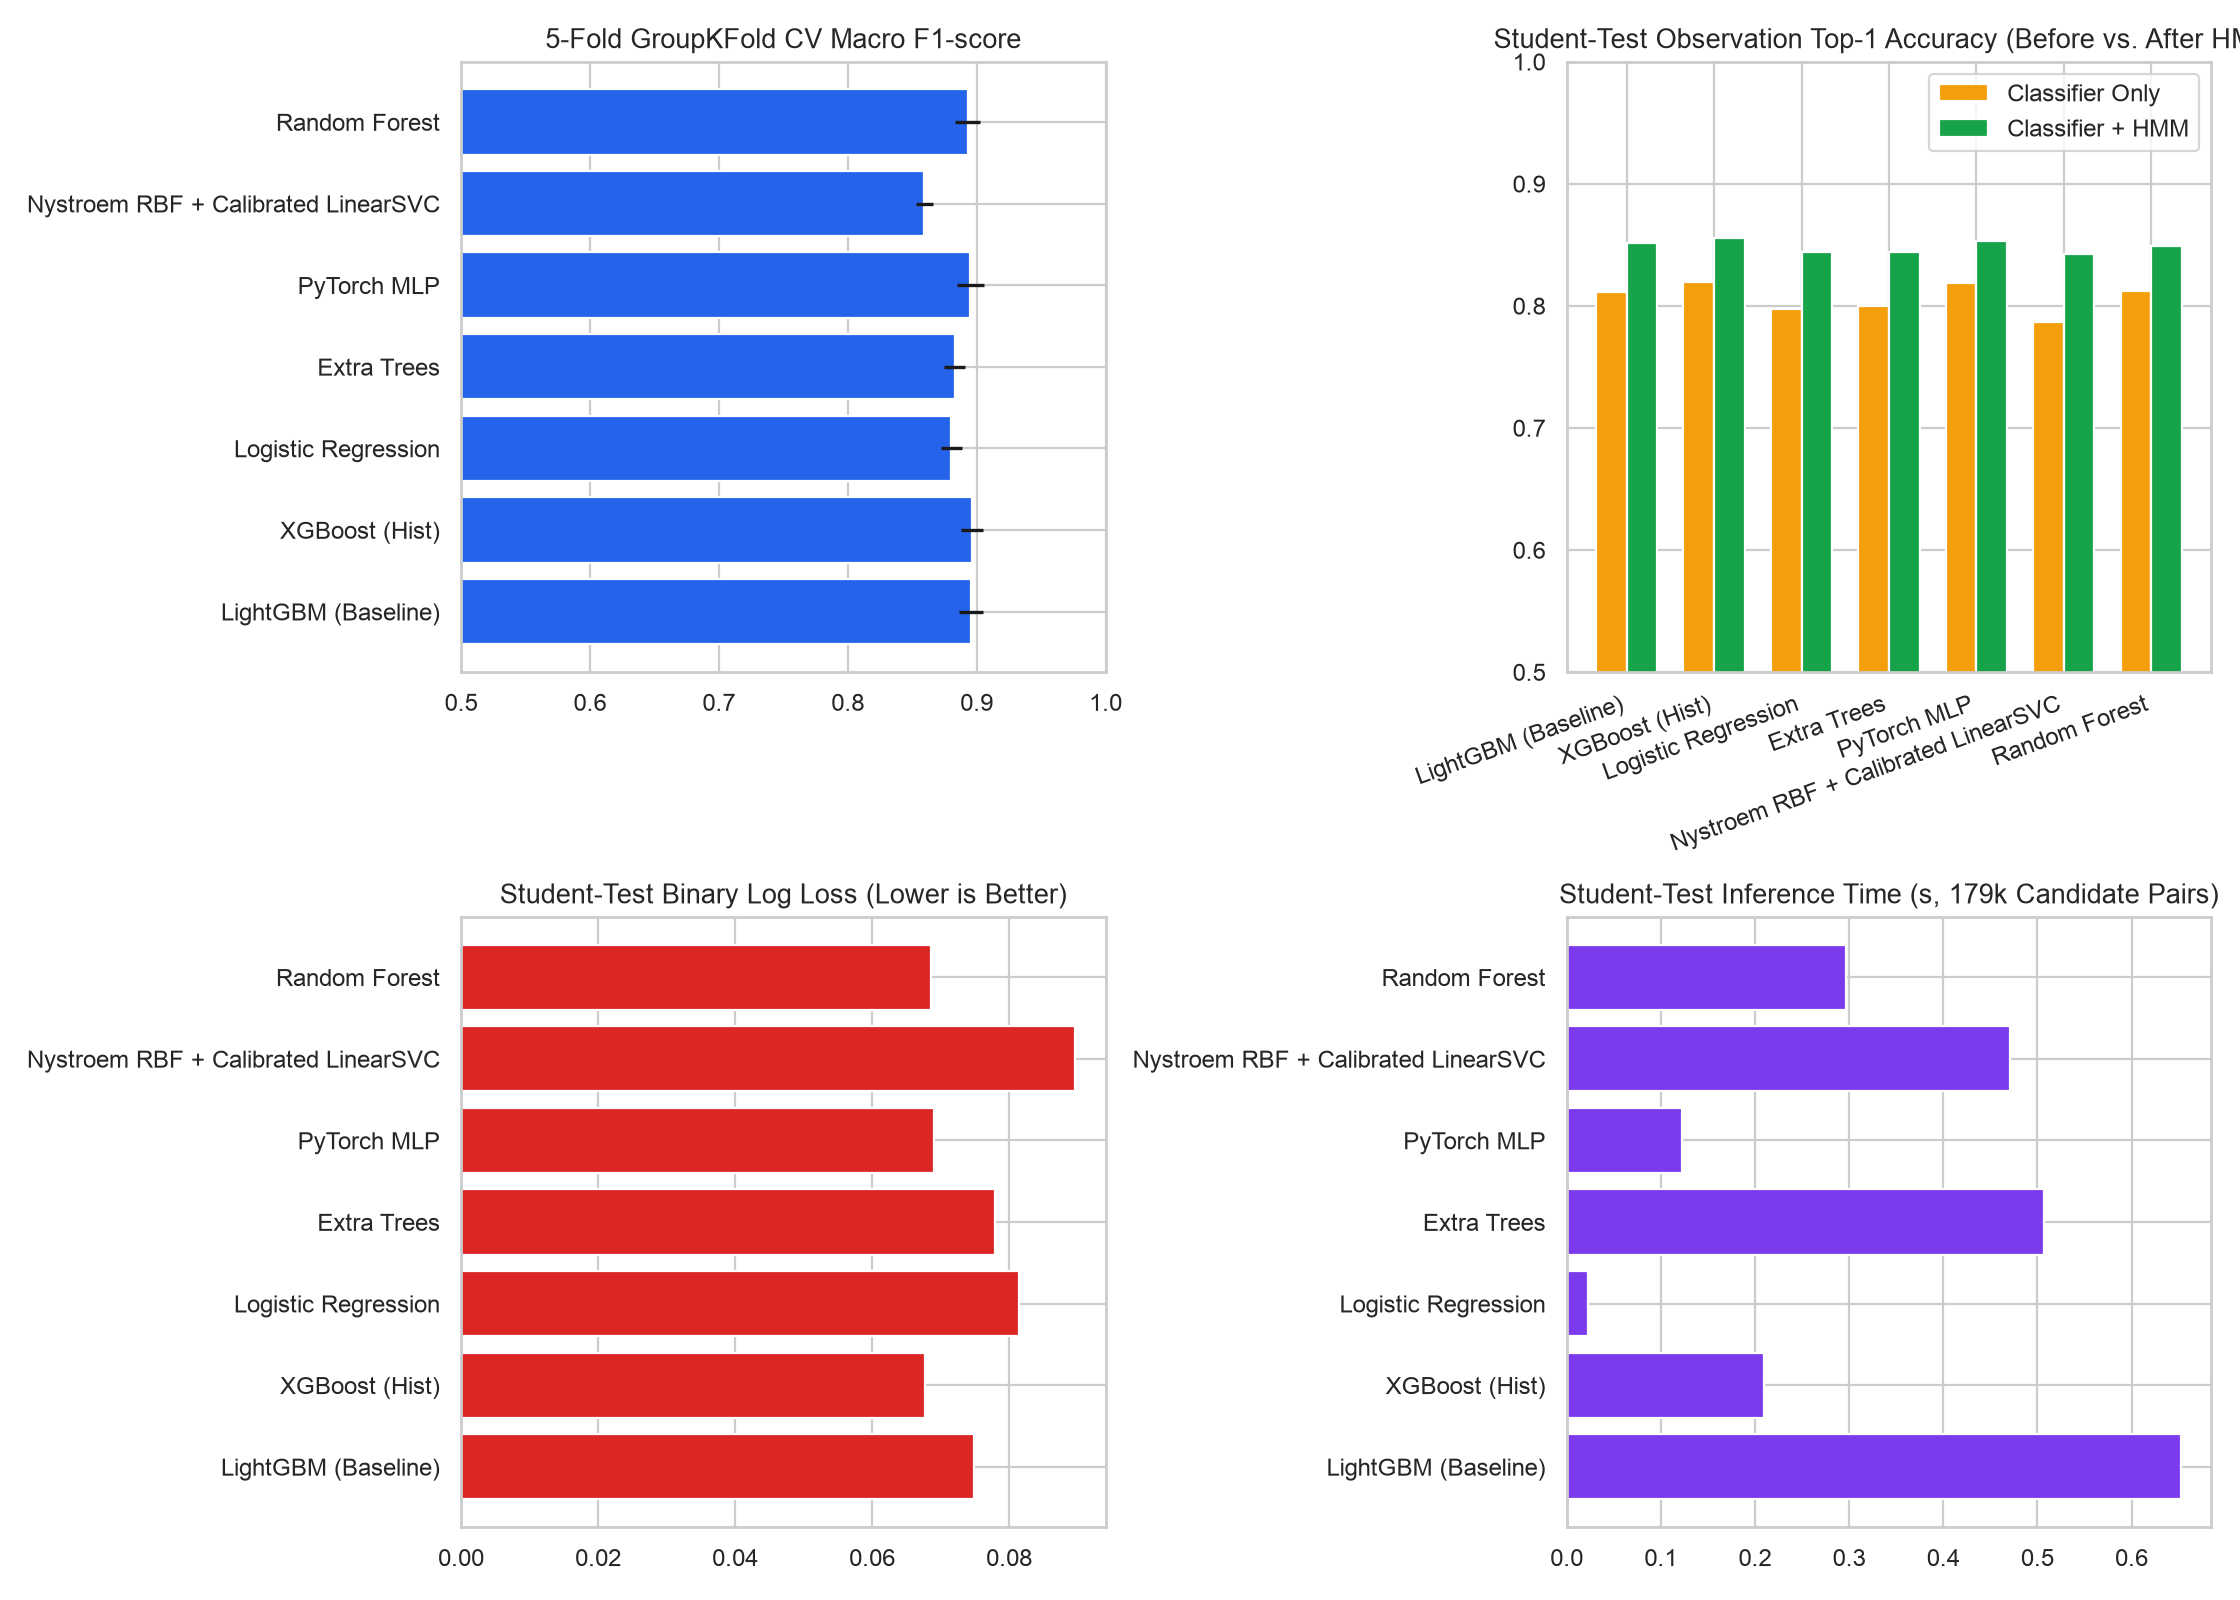 5-Fold GroupKFold CV Macro F1-score
Random Forest
Nystroem RBF + Calibrated LinearSVC
PyTorch MLP
Extra Trees
Logistic Regression
XGBoost (Hist)
LightGBM (Baseline)
0.5 0.6 0.7 0.8 0.9 1.0
Student-Test Observation Top-1 Accuracy (Before vs. After HM
1.0
0.9
0.8
0.7
0.6
0.5
Classifier Only
Classifier + HMM
LightGBM (Baseline)
XGBoost (Hist)
Logistic Regression
Extra Trees
PyTorch MLP
Nystroem RBF + Calibrated LinearSVC
Random Forest
Student-Test Binary Log Loss (Lower is Better)
Random Forest
Nystroem RBF + Calibrated LinearSVC
PyTorch MLP
Extra Trees
Logistic Regression
XGBoost (Hist)
LightGBM (Baseline)
0.00 0.02 0.04 0.06 0.08
Student-Test Inference Time (s, 179k Candidate Pairs)
Random Forest
Nystroem RBF + Calibrated LinearSVC
PyTorch MLP
Extra Trees
Logistic Regression
XGBoost (Hist)
LightGBM (Baseline)
0.0 0.1 0.2 0.3 0.4 0.5 0.6